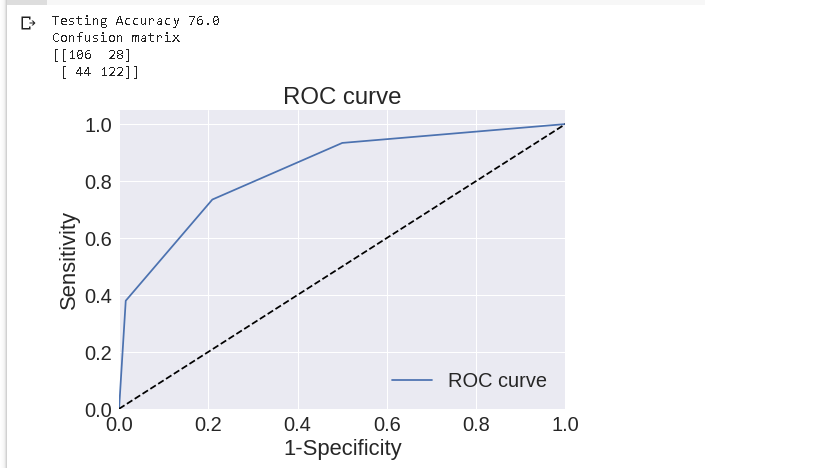 Testing Accuracy 76.0
Confusion matrix
[[106  28]
 [ 44 122]]
ROC curve
1.0
0.8
0.6
0.4
0.2
0.0
Sensitivity
ROC curve
0.0 0.2 0.4 0.6 0.8 1.0
1-Specificity